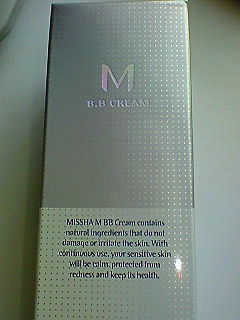 M
B.B CREAM
MISSHA M BB Cream contains
natural ingredients that do not
damage or irritate the skin. With
continuous use, your sensitive skin
will be calm, protected from
redness and keep its health.